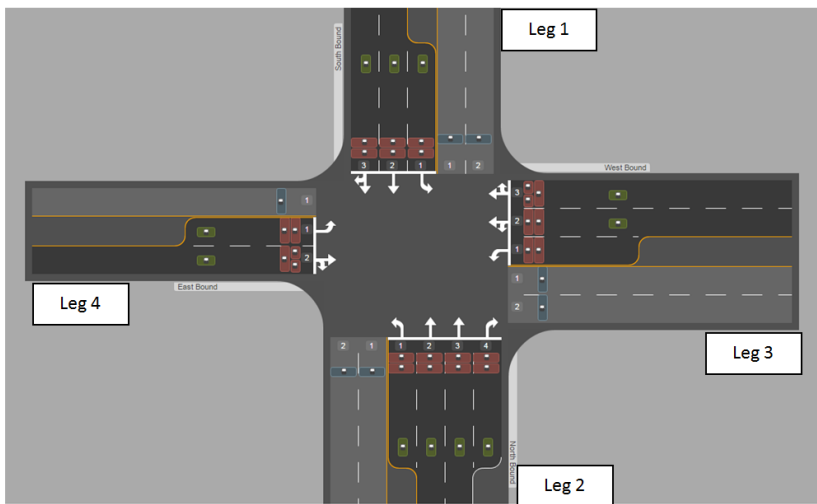 Leg 1
South Bound
3 2 1 1 2
West Bound
3
2
1
1
2
1
1
2
East Bound
Leg 4
Leg 3
2 1 1 2 3 4
North Bound
Leg 2